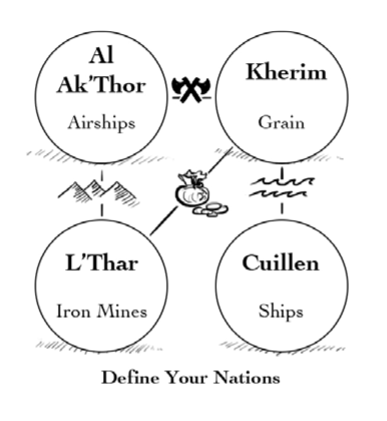 Al
Ak'Thor
Airships
Kherim
Grain
L'Thar
Iron Mines
Cuillen
Ships
Define Your Nations